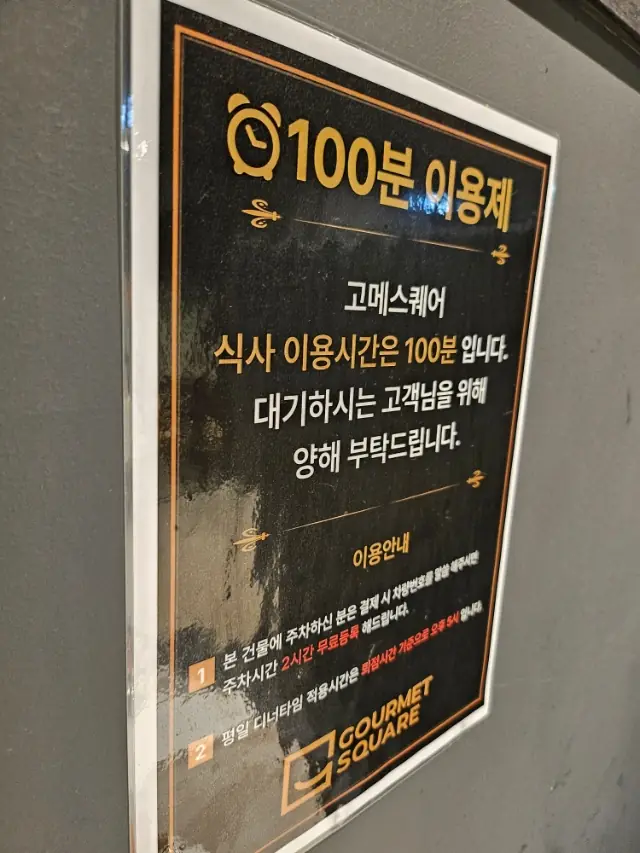 100분 이용제
고메스퀘어
식사 이용시간은 100분 입니다.
대기하시는 고객님을 위해
양해 부탁드립니다.
이용안내
1 본 건물에 주차하신 분은 결제 시 차량번호를 말씀 해주시면
주차시간 2시간 무료등록 해드립니다.
2 평일 디너타임 적용시간은 퇴점시간 기준으로 오후 5시 입니다.
GOURMET
SQUARE